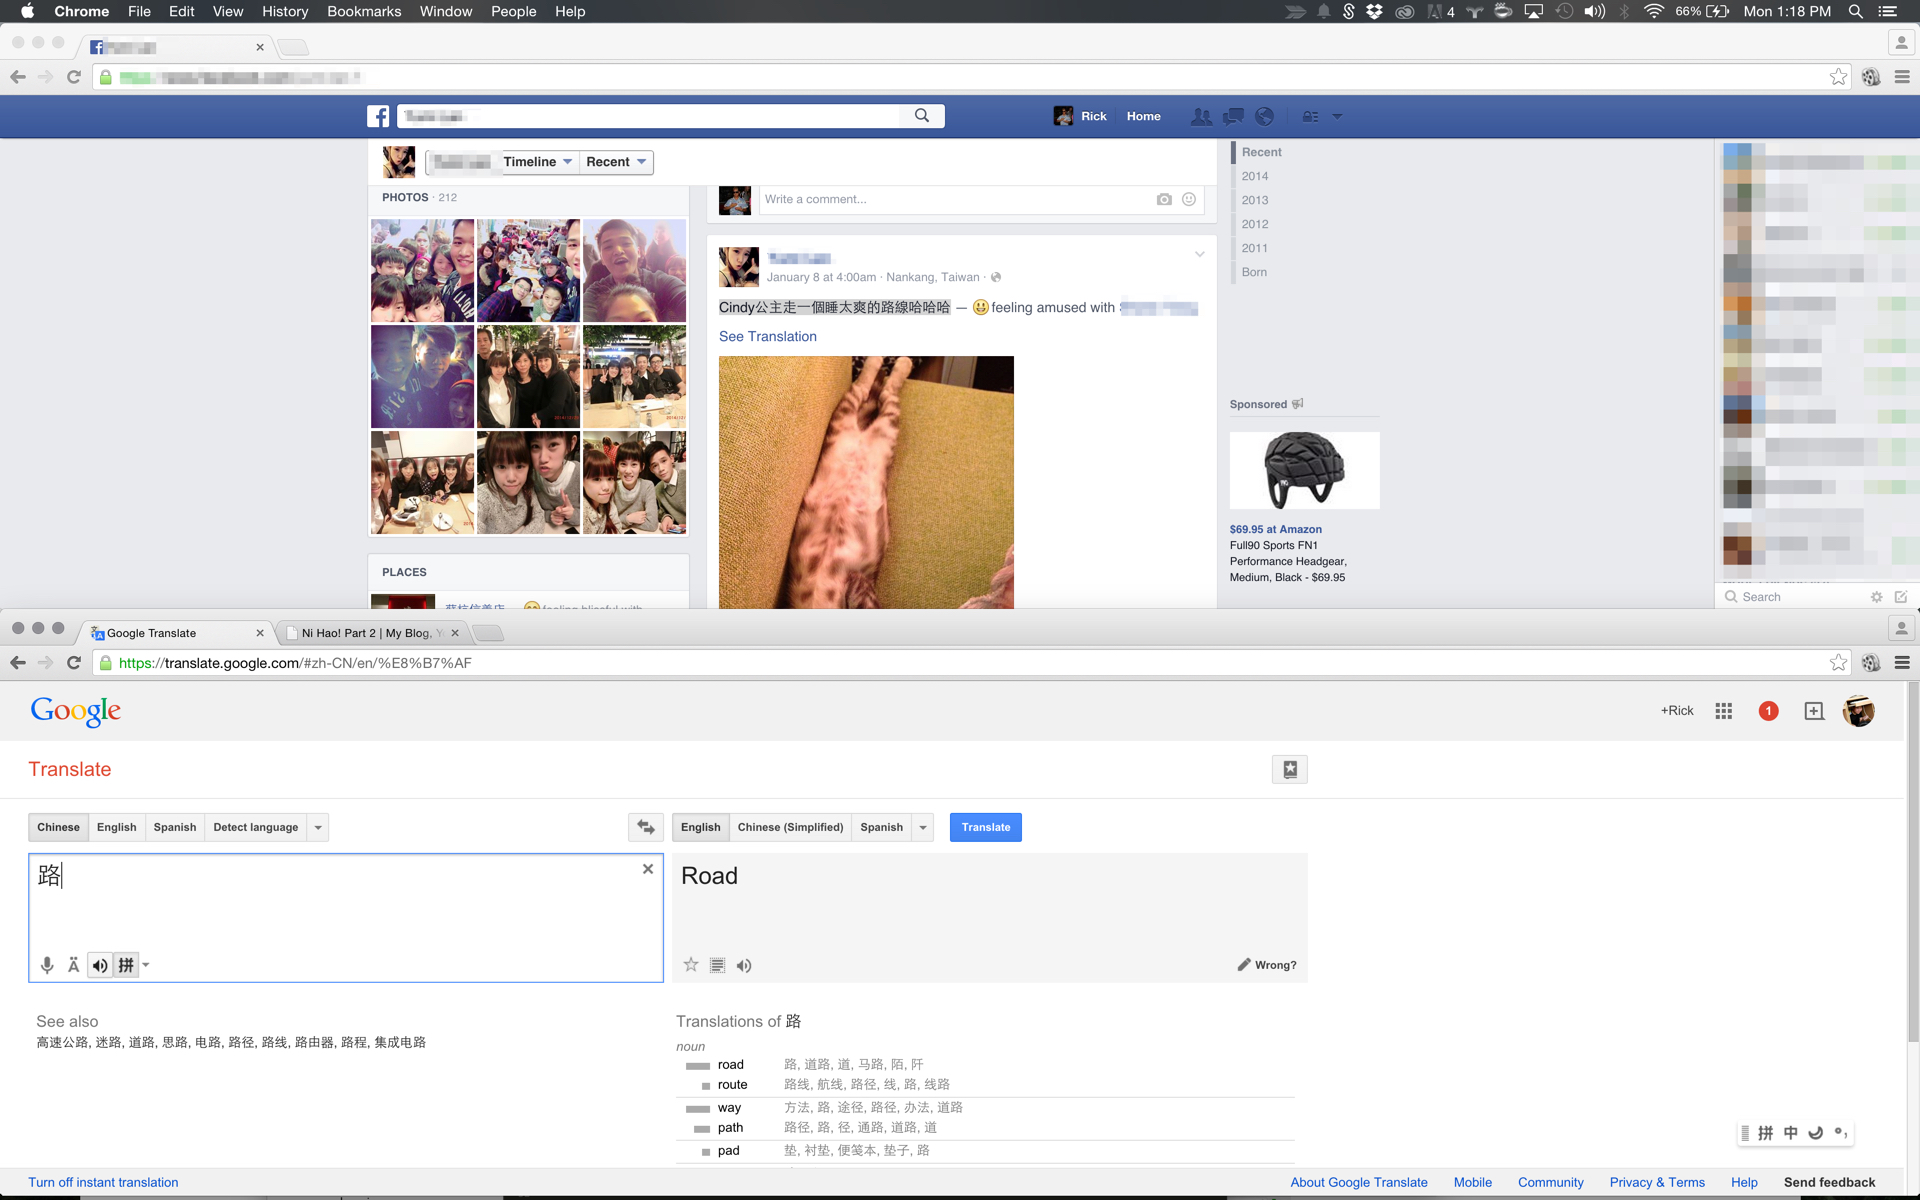 Chrome File Edit View History Bookmarks Window People Help
4 66% Mon 1:18 PM
Rick Home
Timeline Recent
PHOTOS · 212
Write a comment...
January 8 at 4:00am · Nankang, Taiwan ·
Cindy公主走一個睡太爽的路線哈哈哈 — feeling amused with
See Translation
PLACES
feeling blissful with
Recent
2014
2013
2012
2011
Born
Sponsored
$69.95 at Amazon
Full90 Sports FN1
Performance Headgear,
Medium, Black - $69.95
Search
Google Translate
Ni Hao! Part 2 | My Blog,
https://translate.google.com/#zh-CN/en/%E8%B7%AF
Google
+Rick 1
Translate
Chinese English Spanish Detect language
English Chinese (Simplified) Spanish Translate
路
Road
Ä 拼
Wrong?
See also
高速公路, 迷路, 道路, 思路, 电路, 路径, 路线, 路由器, 路程, 集成电路
Translations of 路
noun
road 路, 道路, 道, 马路, 陌, 阡
route 路线, 航线, 路径, 线, 路, 线路
way 方法, 路, 途径, 路径, 办法, 道路
path 路径, 路, 径, 通路, 道路, 道
pad 垫, 衬垫, 便笺本, 垫子, 路
拼 中
Turn off instant translation
About Google Translate Mobile Community Privacy & Terms Help Send feedback